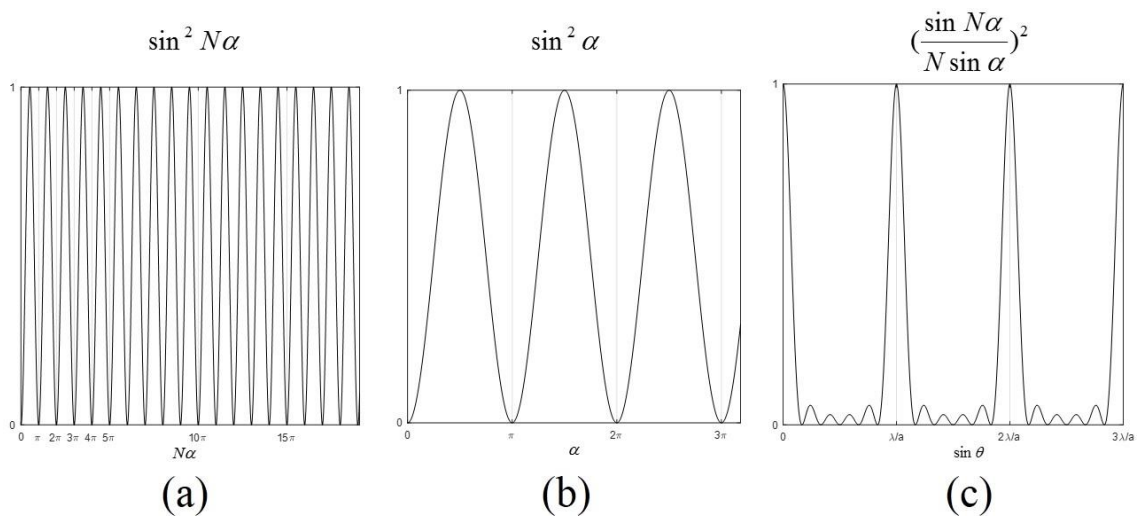 sin² Nα
1
0
0 π 2π 3π 4π 5π 10π 15π
Nα
(a)
sin² α
1
0
0 π 2π 3π
α
(b)
(sin Nα / N sin α)²
1
0
0 λ/a 2λ/a 3λ/a
sin θ
(c)